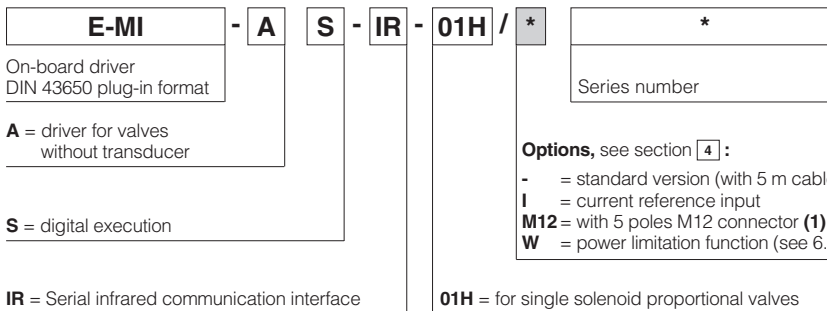 E-MI - A S - IR - 01H / * *
On-board driver
DIN 43650 plug-in format
Series number
A = driver for valves
without transducer
Options, see section 4 :
- = standard version (with 5 m cabl
I = current reference input
M12 = with 5 poles M12 connector (1)
W = power limitation function (see 6.
S = digital execution
IR = Serial infrared communication interface
01H = for single solenoid proportional valves